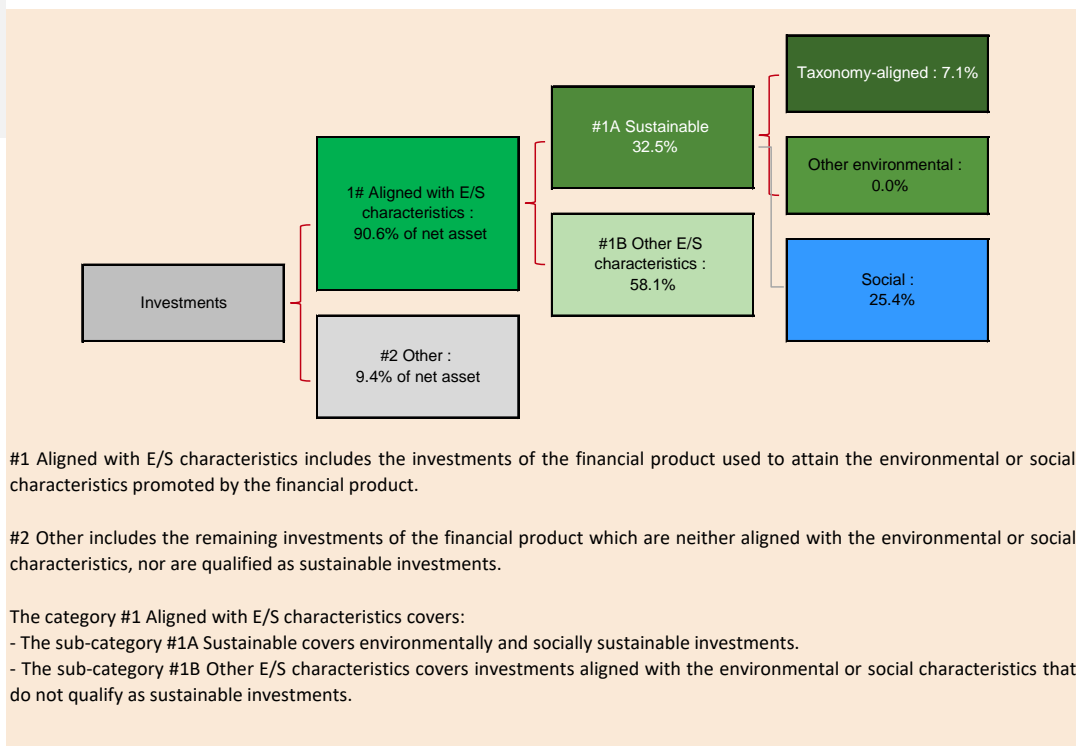 Investments
1# Aligned with E/S
characteristics :
90.6% of net asset
#2 Other :
9.4% of net asset
#1A Sustainable
32.5%
#1B Other E/S
characteristics :
58.1%
Taxonomy-aligned : 7.1%
Other environmental :
0.0%
Social :
25.4%
#1 Aligned with E/S characteristics includes the investments of the financial product used to attain the environmental or social
characteristics promoted by the financial product.
#2 Other includes the remaining investments of the financial product which are neither aligned with the environmental or social
characteristics, nor are qualified as sustainable investments.
The category #1 Aligned with E/S characteristics covers:
- The sub-category #1A Sustainable covers environmentally and socially sustainable investments.
- The sub-category #1B Other E/S characteristics covers investments aligned with the environmental or social characteristics that
do not qualify as sustainable investments.